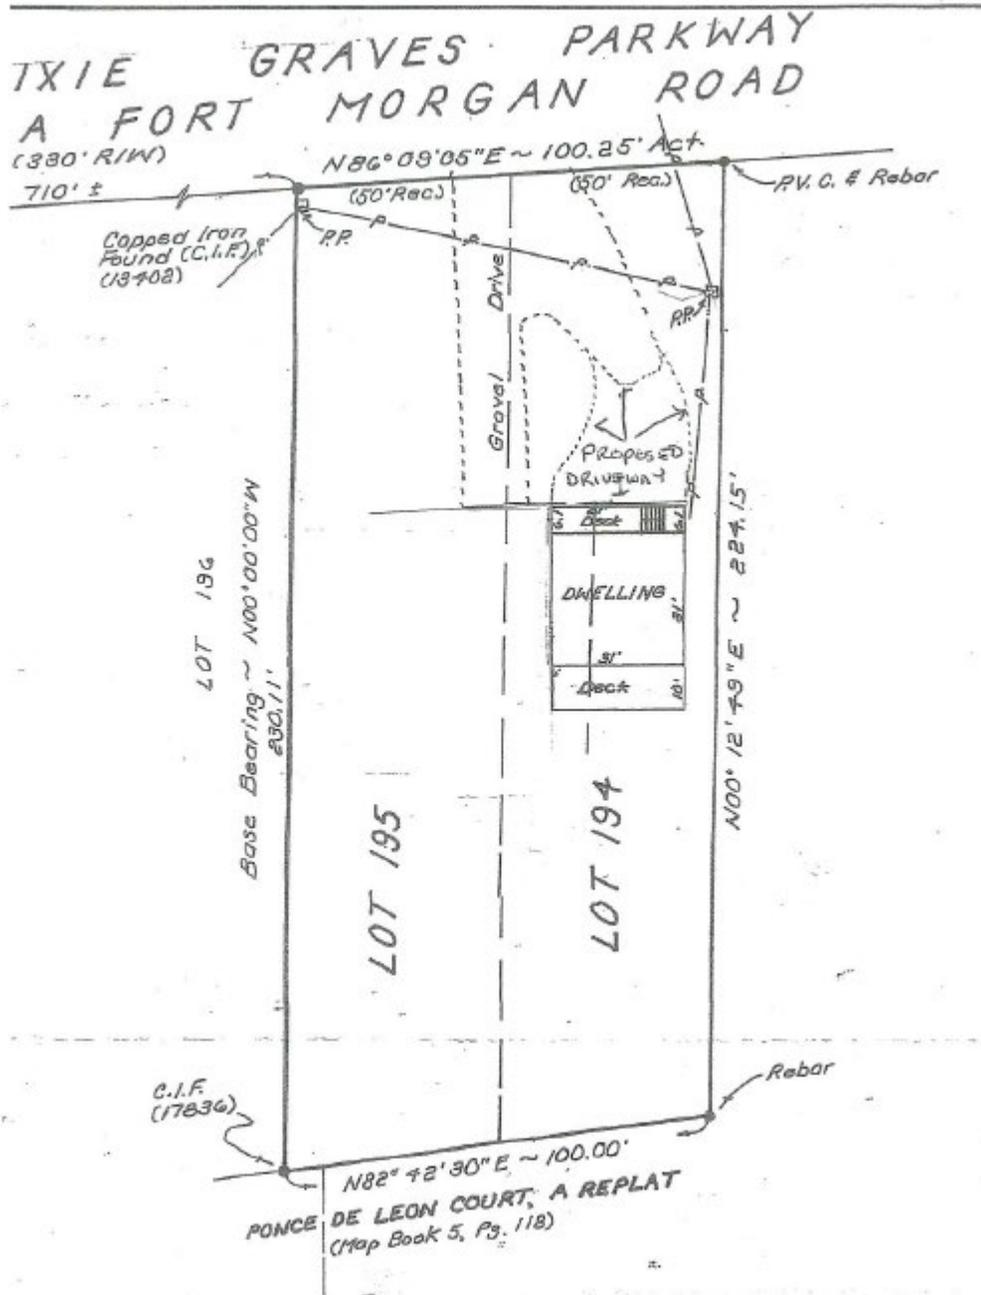 IXIE GRAVES PARKWAY
A FORT MORGAN ROAD
(330' R/W)
710' ±
N86° 09'05"E ~ 100.25' Act.
(50' Rec.)
(50' Rec.)
P.V.C. & Rebar
Capped Iron
Found (C.I.F.)
(13402)
P.P.
P.P.
Gravel Drive
PROPOSED
DRIVEWAY
Deck
DWELLING
31'
31'
Deck
10'
LOT 196
Base Bearing ~ N00°00'00"W
230.11'
N00° 12' 49"E ~ 224.15'
LOT 195
LOT 194
C.I.F.
(17836)
Rebar
N82° 42'30"E ~ 100.00'
PONCE DE LEON COURT, A REPLAT
(Map Book 5, Pg. 118)